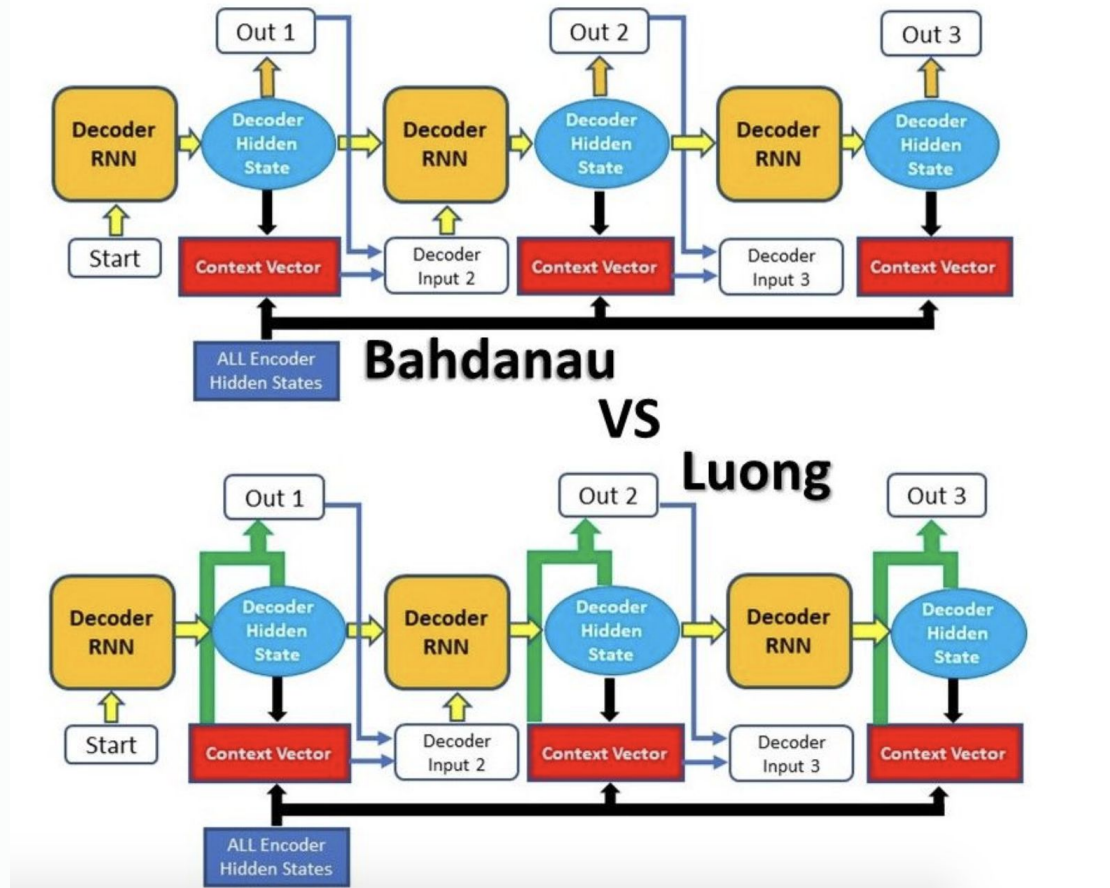 Out 1
Out 2
Out 3
Decoder
RNN
Decoder
Hidden
State
Decoder
RNN
Decoder
Hidden
State
Decoder
RNN
Decoder
Hidden
State
Start
Context Vector
Decoder
Input 2
Context Vector
Decoder
Input 3
Context Vector
ALL Encoder
Hidden States
Bahdanau
VS
Luong
Out 1
Out 2
Out 3
Decoder
RNN
Decoder
Hidden
State
Decoder
RNN
Decoder
Hidden
State
Decoder
RNN
Decoder
Hidden
State
Start
Context Vector
Decoder
Input 2
Context Vector
Decoder
Input 3
Context Vector
ALL Encoder
Hidden States